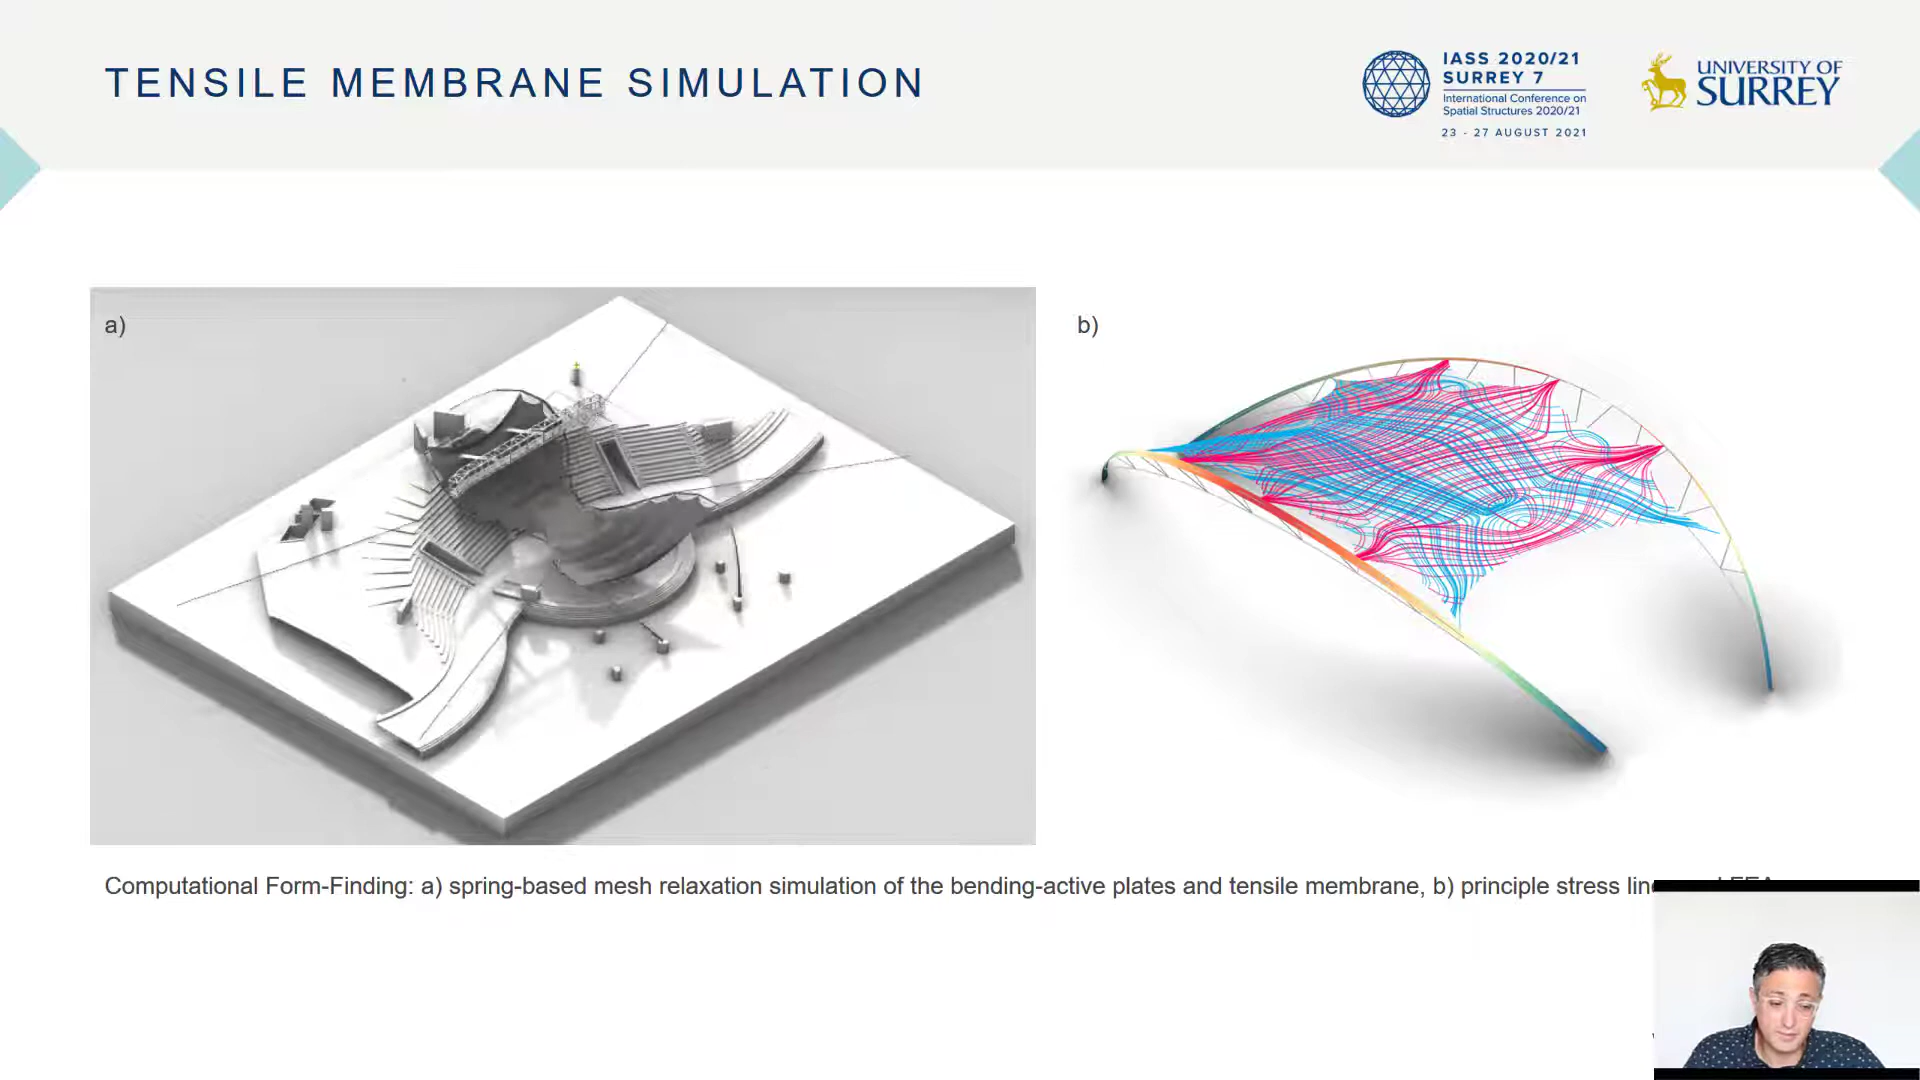 TENSILE MEMBRANE SIMULATION
IASS 2020/21
SURREY 7
International Conference on
Spatial Structures 2020/21
23 - 27 AUGUST 2021
UNIVERSITY OF
SURREY
a)
b)
Computational Form-Finding: a) spring-based mesh relaxation simulation of the bending-active plates and tensile membrane, b) principle stress